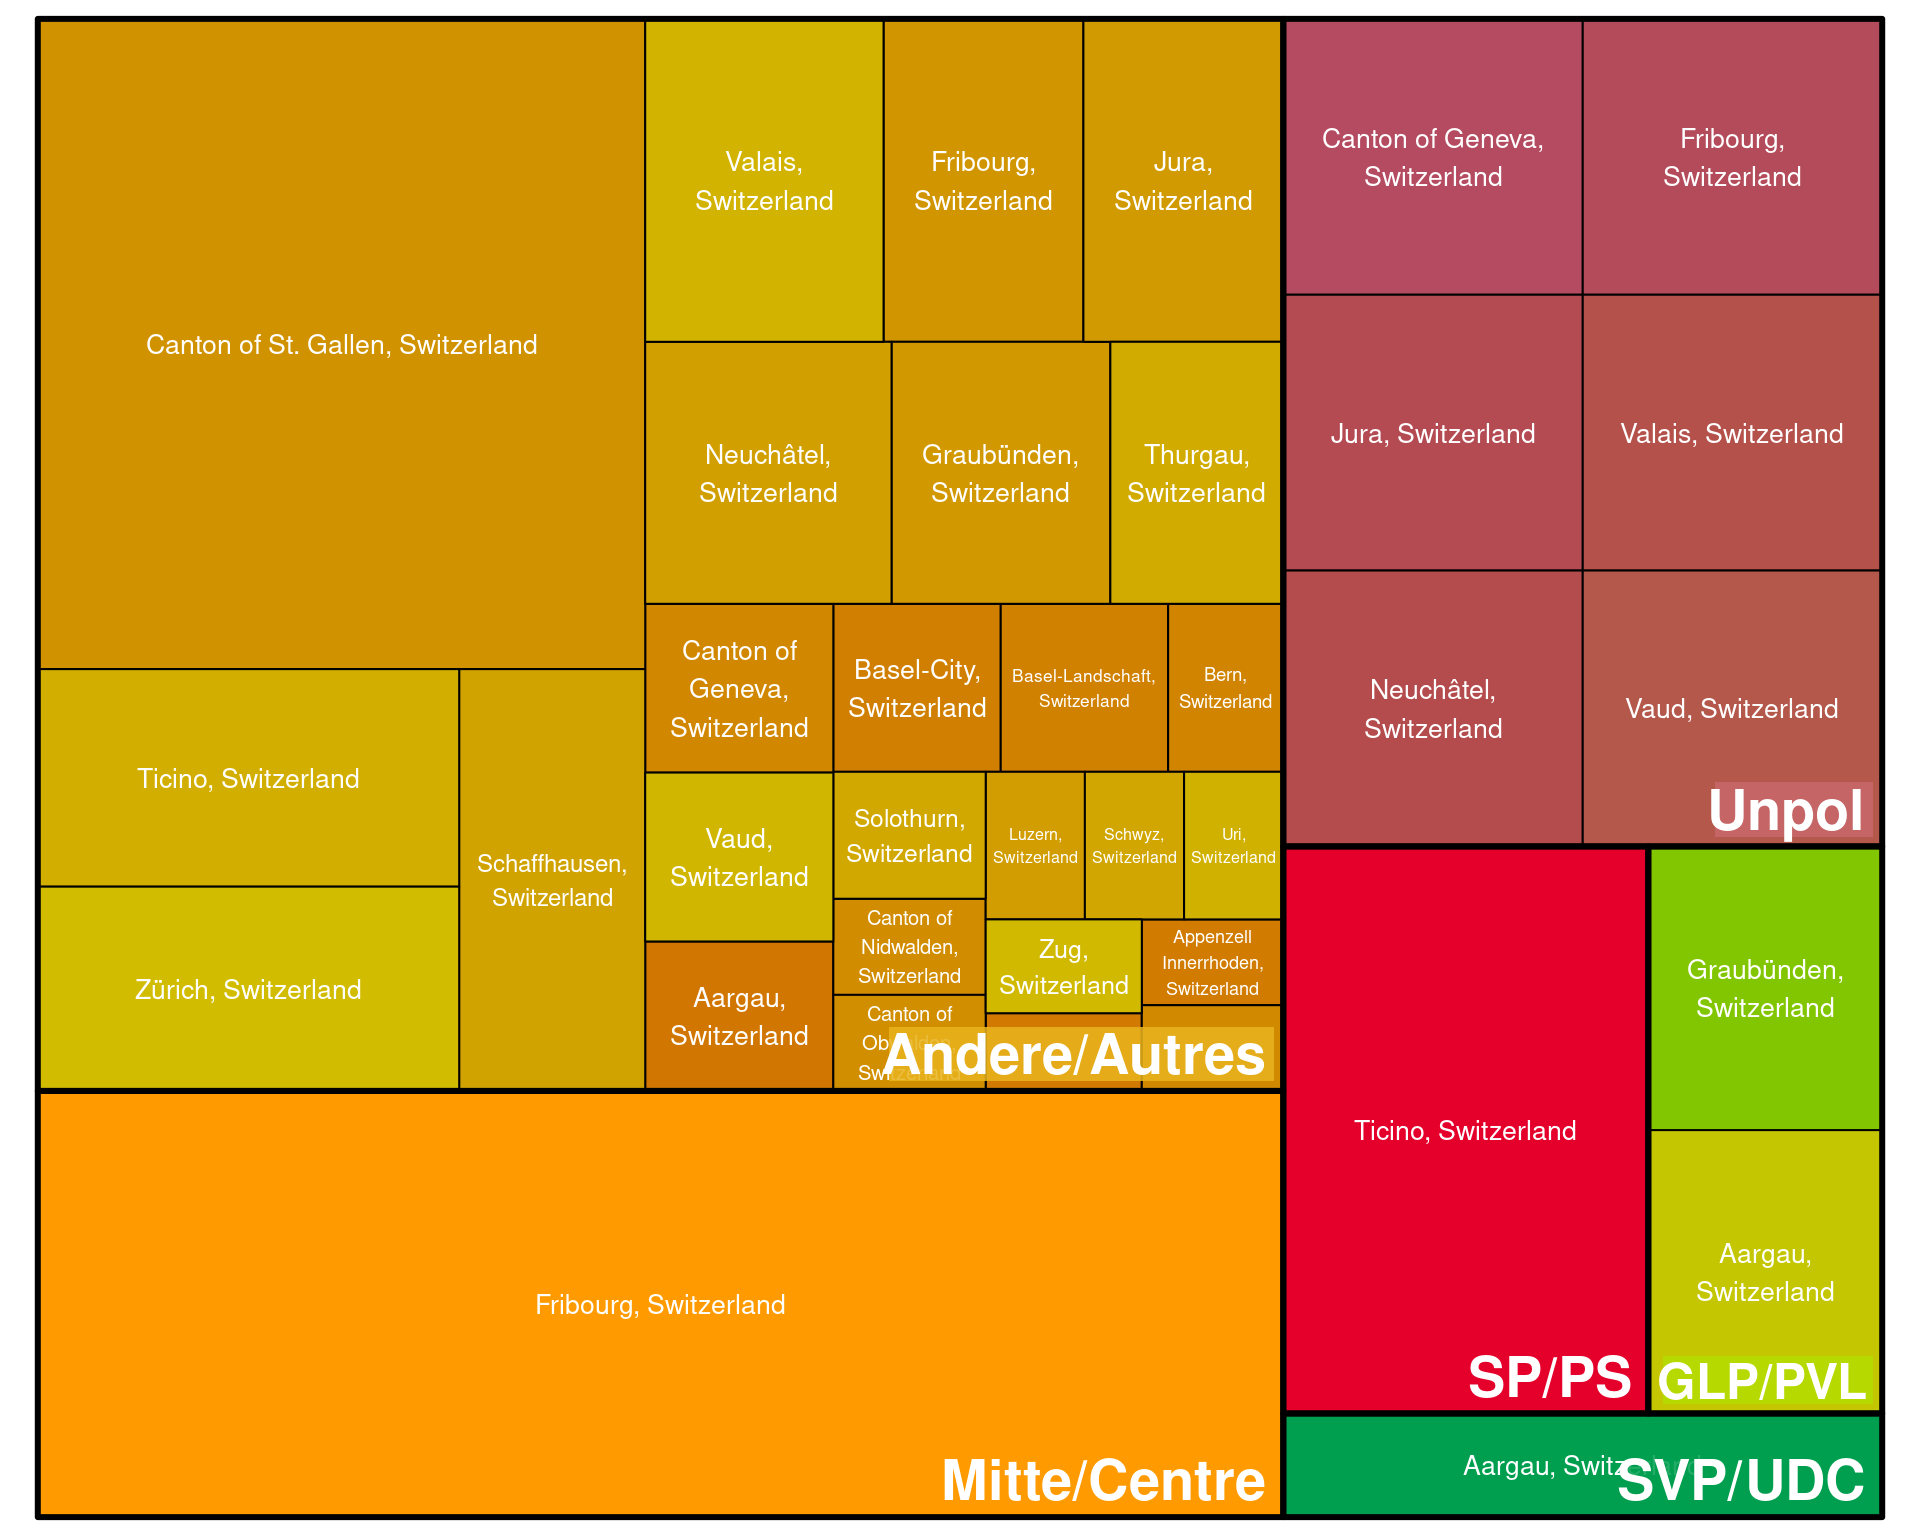 Canton of St. Gallen, Switzerland
Ticino, Switzerland
Zürich, Switzerland
Schaffhausen,
Switzerland
Valais,
Switzerland
Fribourg,
Switzerland
Jura,
Switzerland
Neuchâtel,
Switzerland
Graubünden,
Switzerland
Thurgau,
Switzerland
Canton of
Geneva,
Switzerland
Basel-City,
Switzerland
Basel-Landschaft,
Switzerland
Bern,
Switzerland
Vaud,
Switzerland
Aargau,
Switzerland
Solothurn,
Switzerland
Luzern,
Switzerland
Schwyz,
Switzerland
Uri,
Switzerland
Canton of
Nidwalden,
Switzerland
Zug,
Switzerland
Appenzell
Innerrhoden,
Switzerland
Canton of
Obwalden,
Switzerland
Andere/Autres
Fribourg, Switzerland
Mitte/Centre
Canton of Geneva,
Switzerland
Fribourg,
Switzerland
Jura, Switzerland
Valais, Switzerland
Neuchâtel,
Switzerland
Vaud, Switzerland
Unpol
Ticino, Switzerland
SP/PS
Graubünden,
Switzerland
Aargau,
Switzerland
GLP/PVL
Aargau, Switzerland
SVP/UDC